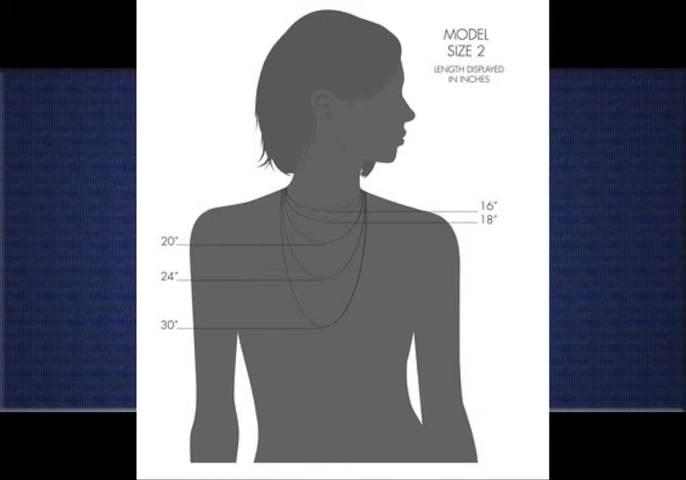 MODEL
SIZE 2
LENGTH DISPLAYED
IN INCHES
16"
18"
20"
24"
30"